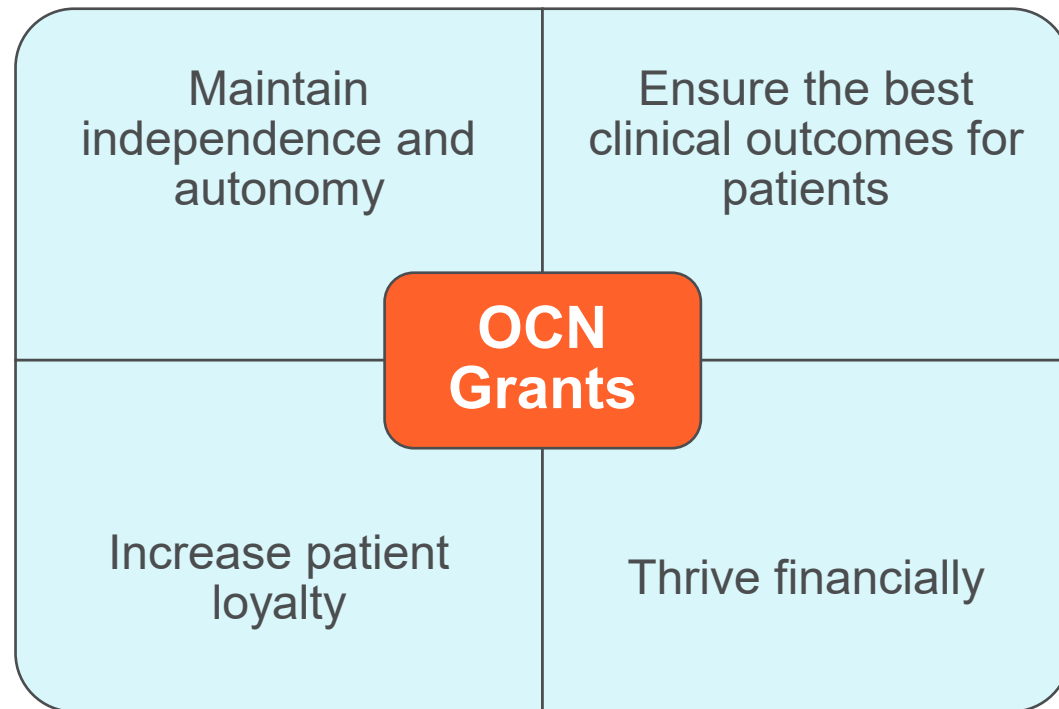 Maintain
independence and
autonomy
Ensure the best
clinical outcomes for
patients
OCN
Grants
Increase patient
loyalty
Thrive financially